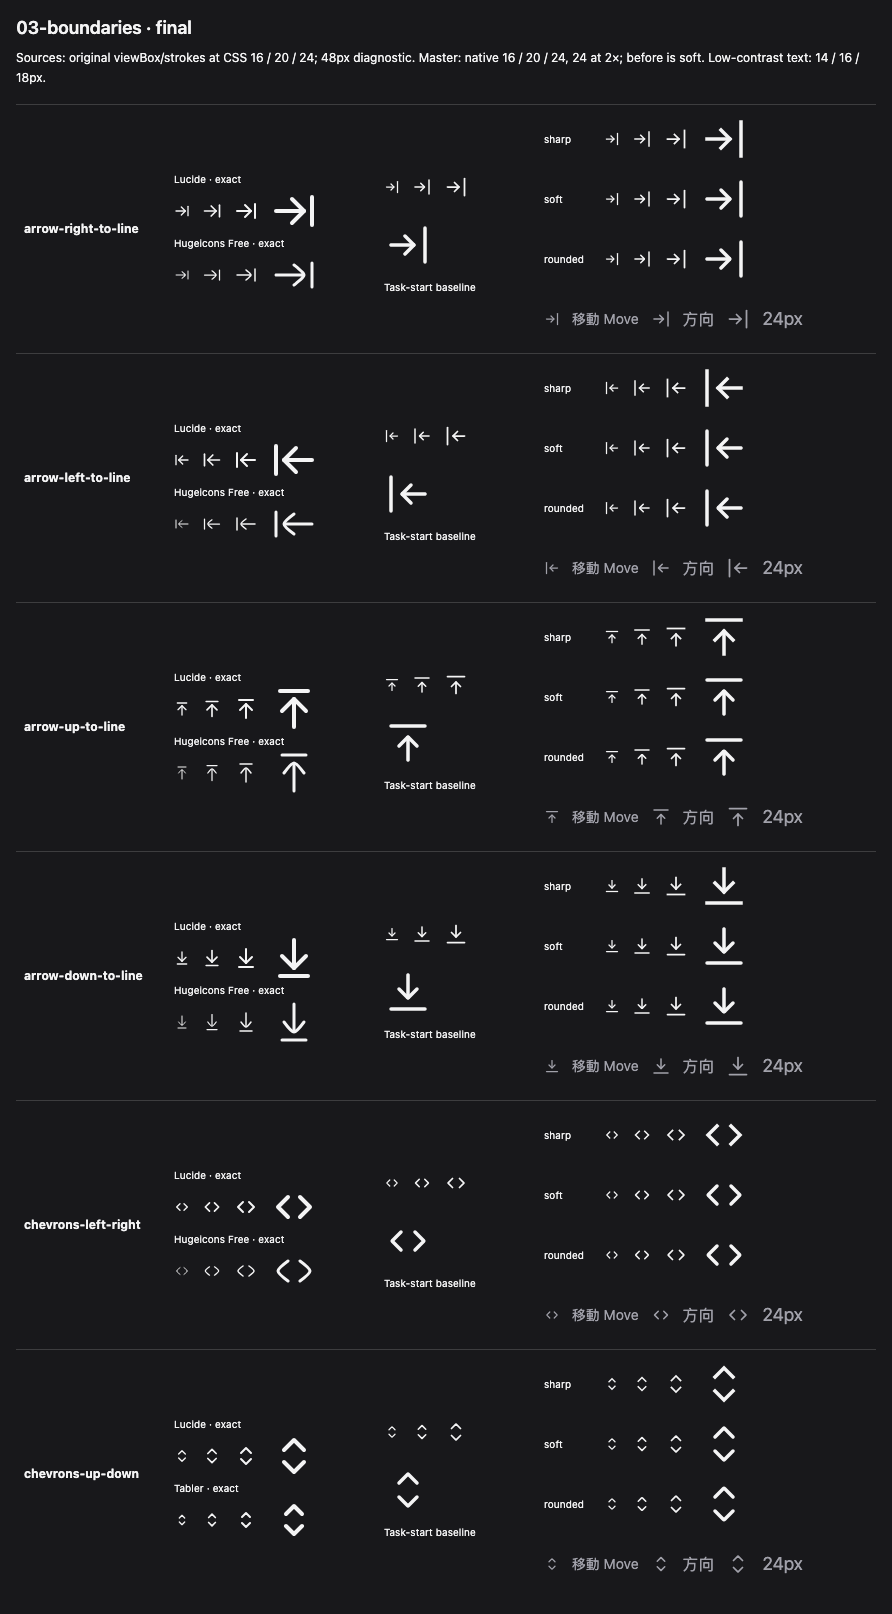 03-boundaries · final
Sources: original viewBox/strokes at CSS 16 / 20 / 24; 48px diagnostic. Master: native 16 / 20 / 24, 24 at 2×; before is soft. Low-contrast text: 14 / 16 /
18px.
arrow-right-to-line
Lucide · exact
Hugeicons Free · exact
Task-start baseline
sharp
soft
rounded
移動 Move 方向 24px
arrow-left-to-line
Lucide · exact
Hugeicons Free · exact
Task-start baseline
sharp
soft
rounded
移動 Move 方向 24px
arrow-up-to-line
Lucide · exact
Hugeicons Free · exact
Task-start baseline
sharp
soft
rounded
移動 Move 方向 24px
arrow-down-to-line
Lucide · exact
Hugeicons Free · exact
Task-start baseline
sharp
soft
rounded
移動 Move 方向 24px
chevrons-left-right
Lucide · exact
Hugeicons Free · exact
Task-start baseline
sharp
soft
rounded
移動 Move 方向 24px
chevrons-up-down
Lucide · exact
Tabler · exact
Task-start baseline
sharp
soft
rounded
移動 Move 方向 24px